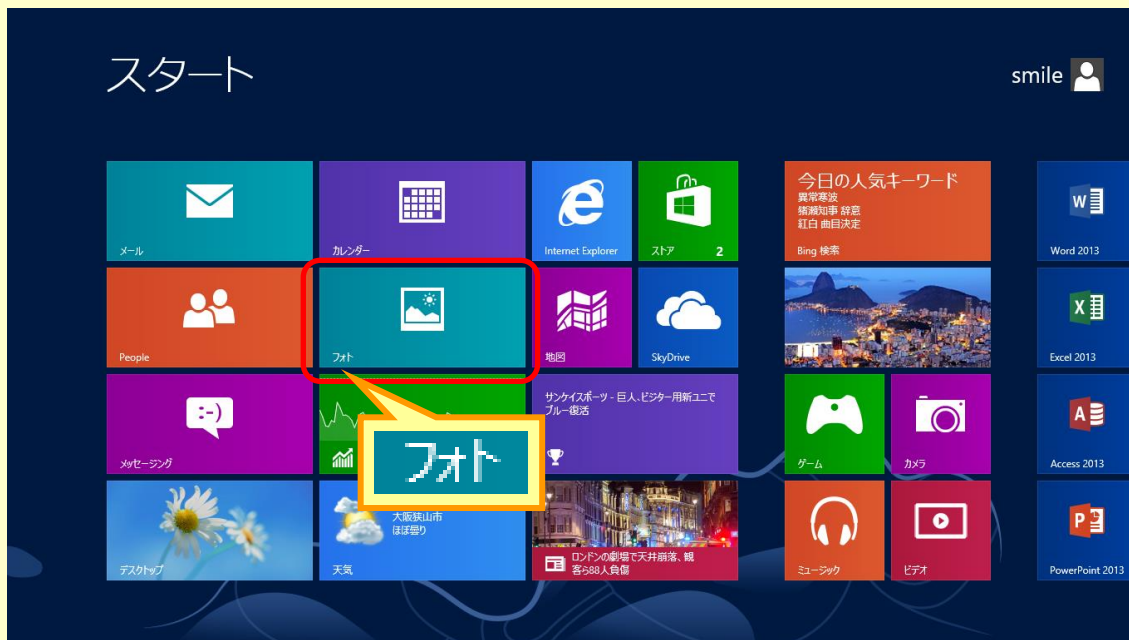 スタート
smile
メール
カレンダー
Internet Explorer
ストア 2
今日の人気キーワード
異常寒波
猪瀬知事 辞意
紅白 曲目決定
Bing 検索
Word 2013
People
フォト
地図
SkyDrive
Excel 2013
メッセージング
フォト
サンケイスポーツ - 巨人、ビジター用新ユニで
ブルー復活
ゲーム
カメラ
Access 2013
デスクトップ
大阪狭山市
ほぼ曇り
天気
ロンドンの劇場で天井崩落、観
客ら88人負傷
ミュージック
ビデオ
PowerPoint 2013